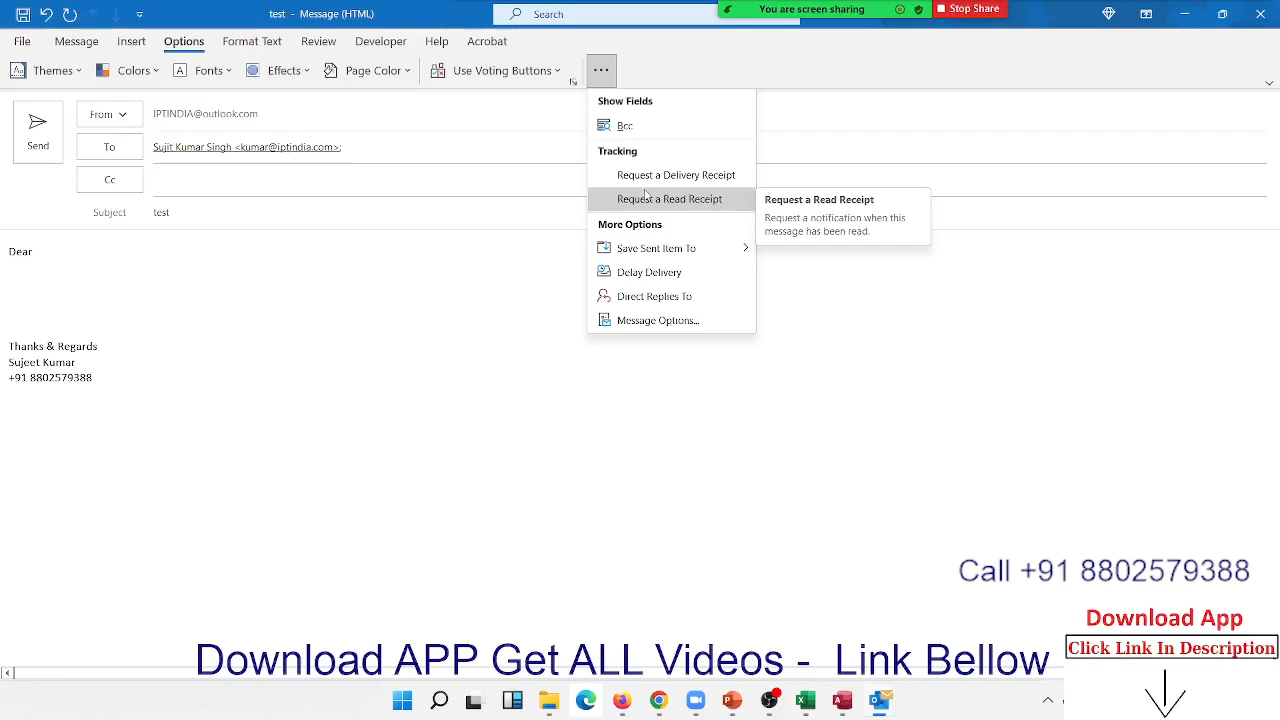 test - Message (HTML)
Search
You are screen sharing
Stop Share
File Message Insert Options Format Text Review Developer Help Acrobat
Themes Colors A Fonts Effects Page Color Use Voting Buttons ...
Show Fields
Bcc
Tracking
Request a Delivery Receipt
Request a Read Receipt
More Options
Save Sent Item To
Delay Delivery
Direct Replies To
Message Options...
Request a Read Receipt
Request a notification when this
message has been read.
Send
From IPTINDIA@outlook.com
To Sujit Kumar Singh <kumar@iptindia.com>;
Cc
Subject test
Dear
Thanks & Regards
Sujeet Kumar
+91 8802579388
Call +91 8802579388
Download App
Click Link In Description
Download APP Get ALL Videos - Link Bellow